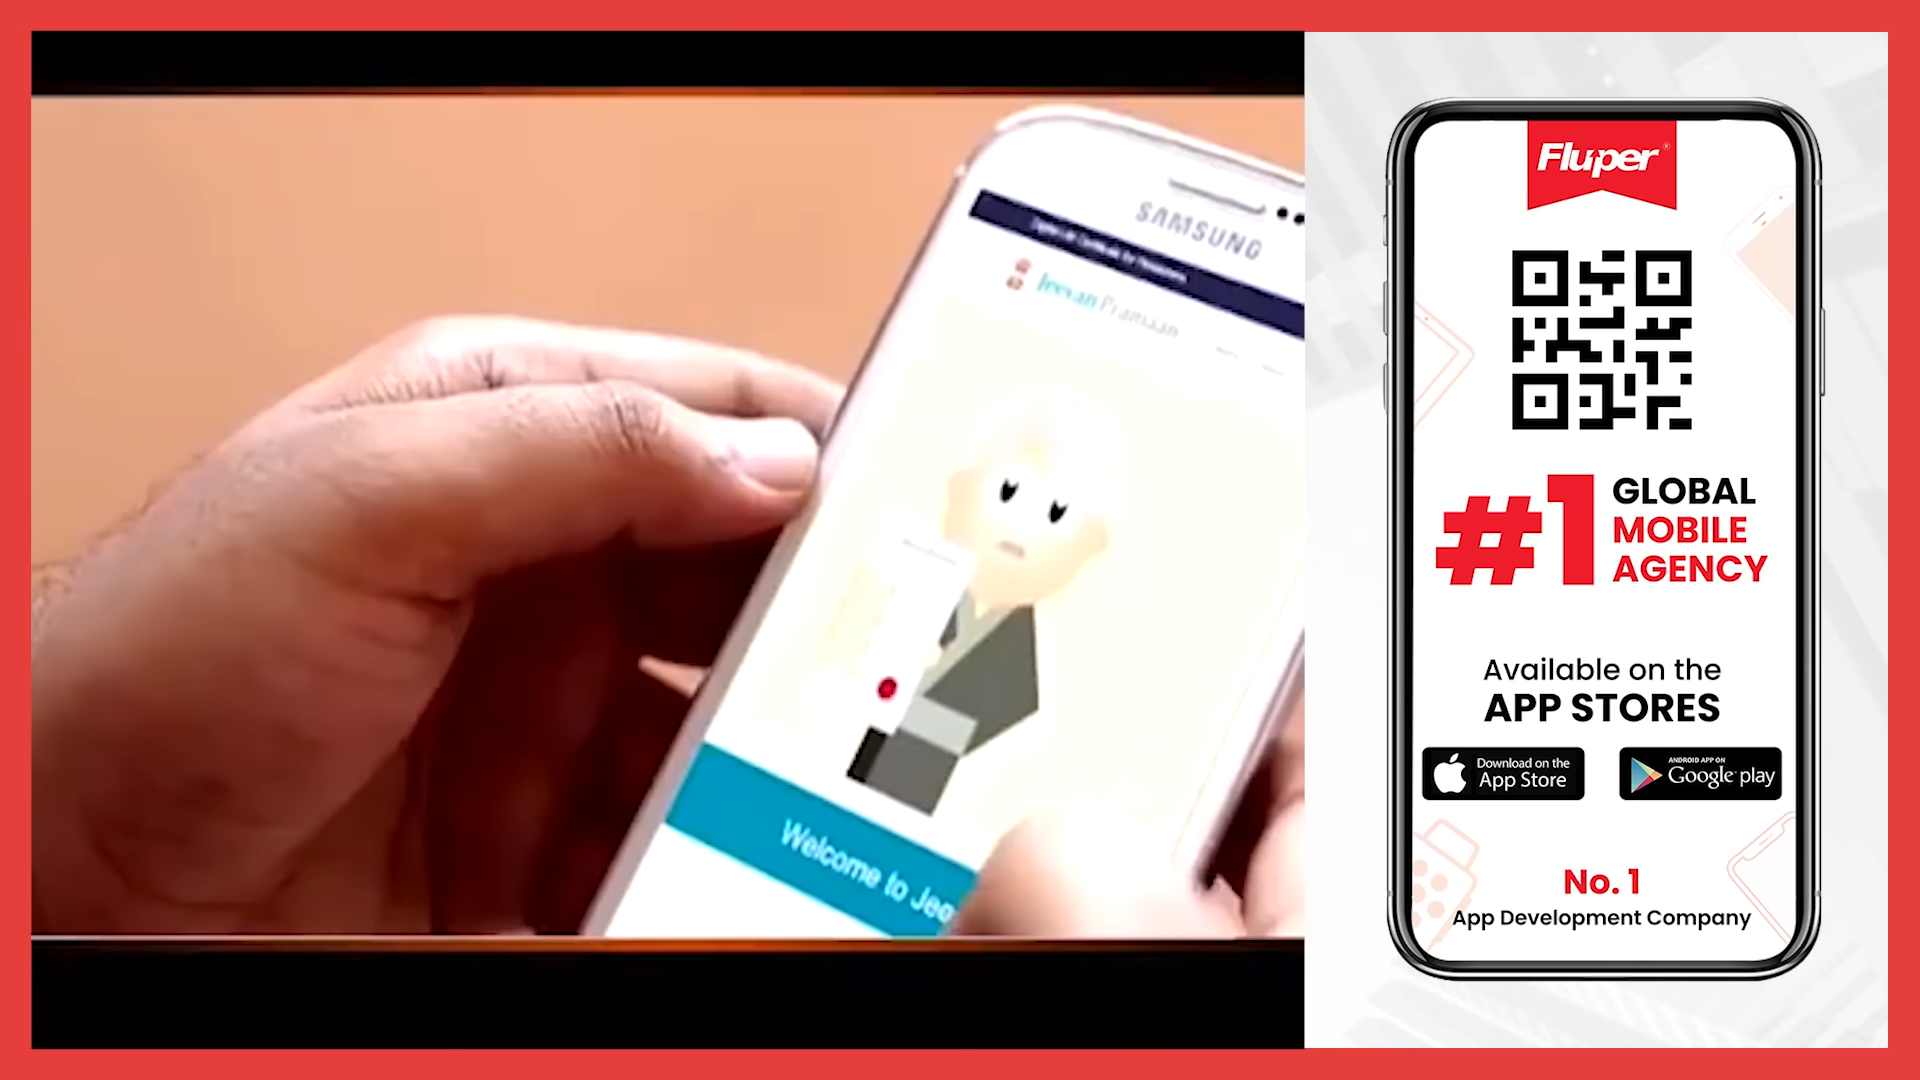 SAMSUNG
Jeevan Pramaan
Welcome to Jee
Fluper
#1 GLOBAL
MOBILE
AGENCY
Available on the
APP STORES
Download on the
App Store
ANDROID APP ON
Google play
No. 1
App Development Company